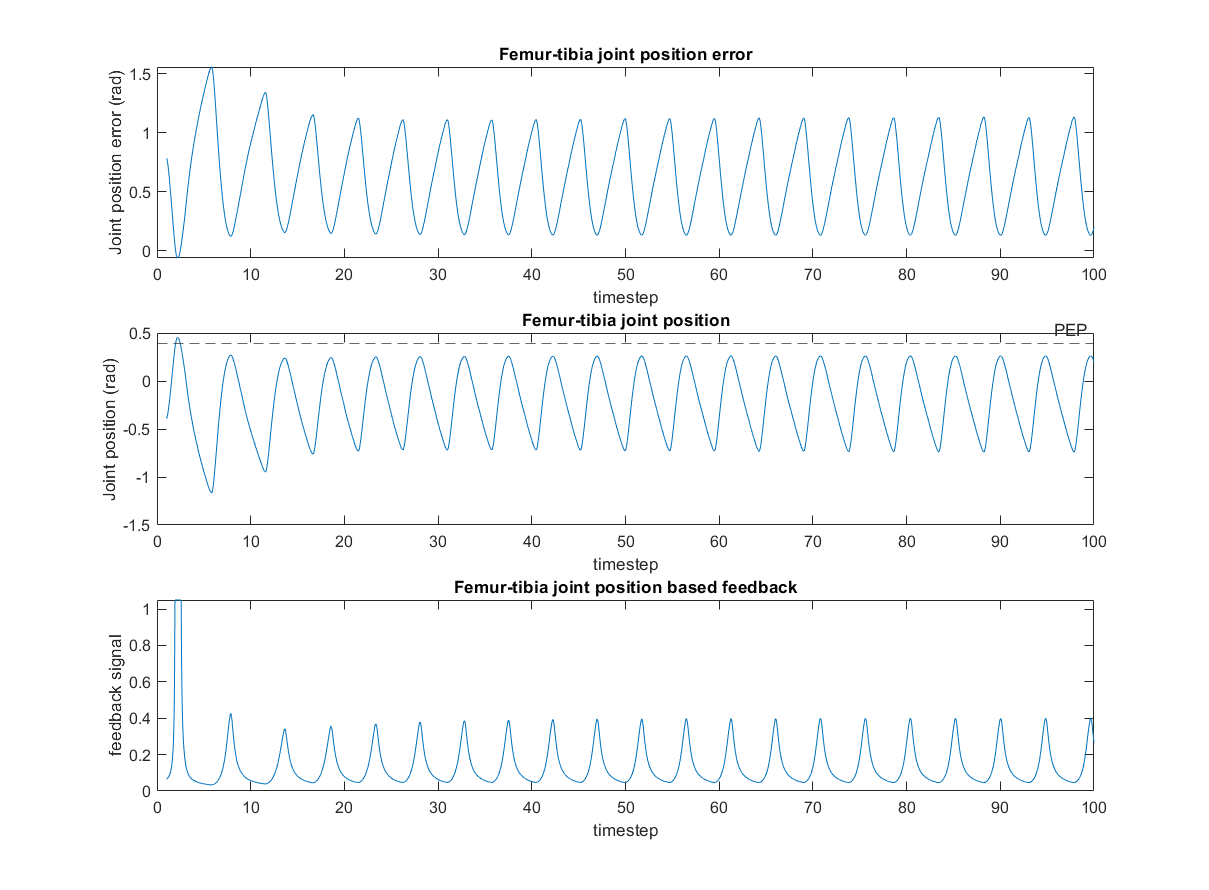 Femur-tibia joint position error
Joint position error (rad)
1.5
1
0.5
0
0 10 20 30 40 50 60 70 80 90 100
timestep
Femur-tibia joint position
PEP
Joint position (rad)
0.5
0
-0.5
-1
-1.5
0 10 20 30 40 50 60 70 80 90 100
timestep
Femur-tibia joint position based feedback
feedback signal
1
0.8
0.6
0.4
0.2
0
0 10 20 30 40 50 60 70 80 90 100
timestep